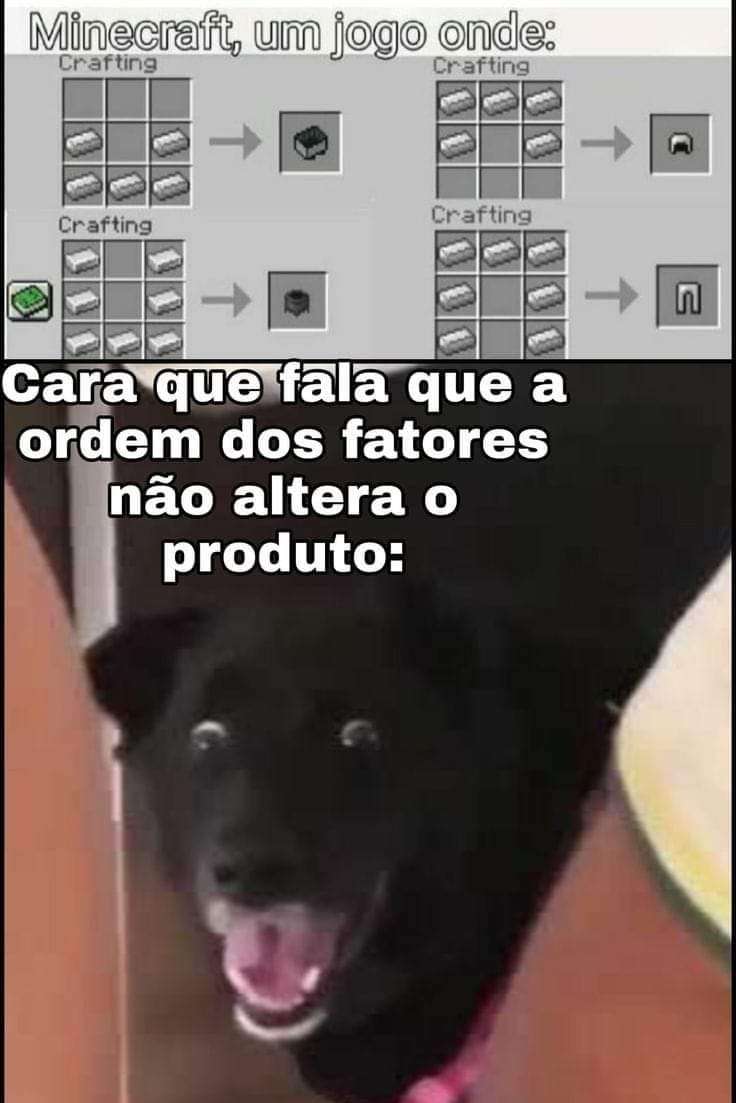 Minecraft, um jogo onde:
Crafting
Crafting
Crafting
Crafting
Cara que fala que a
ordem dos fatores
não altera o
produto: